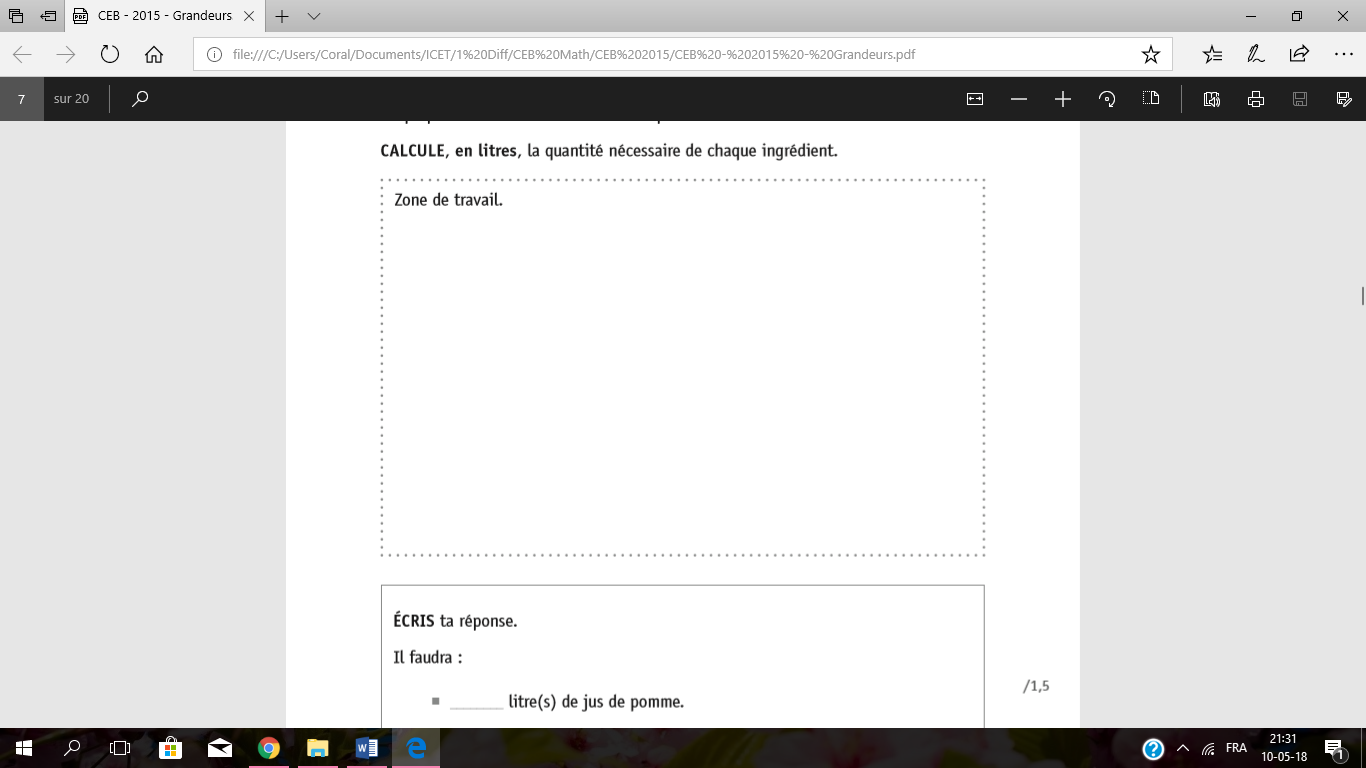 CEB - 2015 - Grandeurs
file:///C:/Users/Coral/Documents/ICET/1%20Diff/CEB%20Math/CEB%202015/CEB%20-%202015%20-%20Grandeurs.pdf
7 sur 20
CALCULE, en litres, la quantité nécessaire de chaque ingrédient.
Zone de travail.
ÉCRIS ta réponse.
Il faudra :
/1,5
■ ______ litre(s) de jus de pomme.
FRA
21:31
10-05-18
1